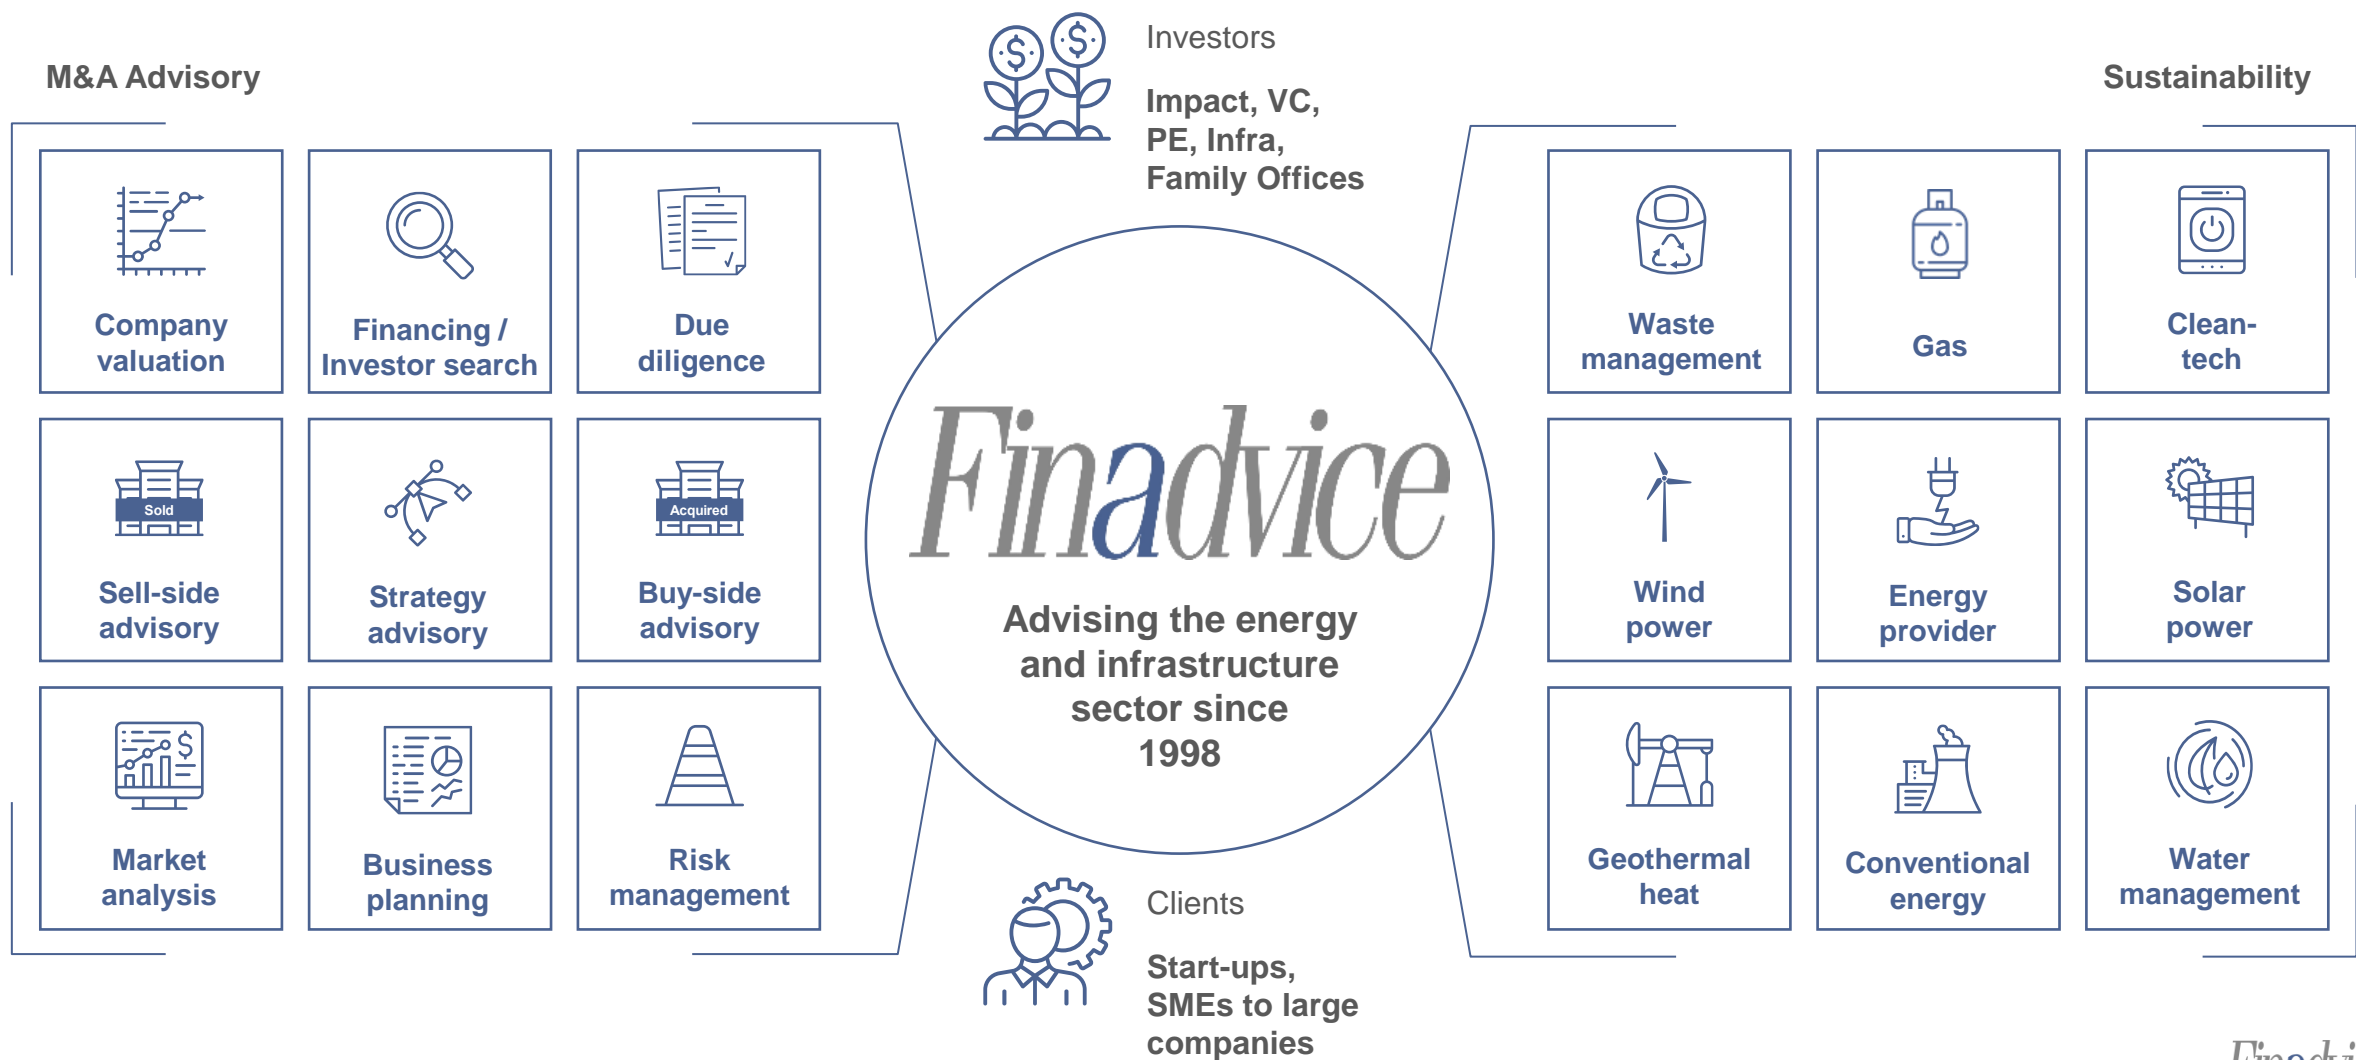 M&A Advisory
Company
valuation
Financing /
Investor search
Due
diligence
Sold
Sell-side
advisory
Strategy
advisory
Acquired
Buy-side
advisory
Market
analysis
Business
planning
Risk
management
Investors
Impact, VC,
PE, Infra,
Family Offices
Finadvice
Advising the energy
and infrastructure
sector since
1998
Clients
Start-ups,
SMEs to large
companies
Sustainability
Waste
management
Gas
Clean-
tech
Wind
power
Energy
provider
Solar
power
Geothermal
heat
Conventional
energy
Water
management